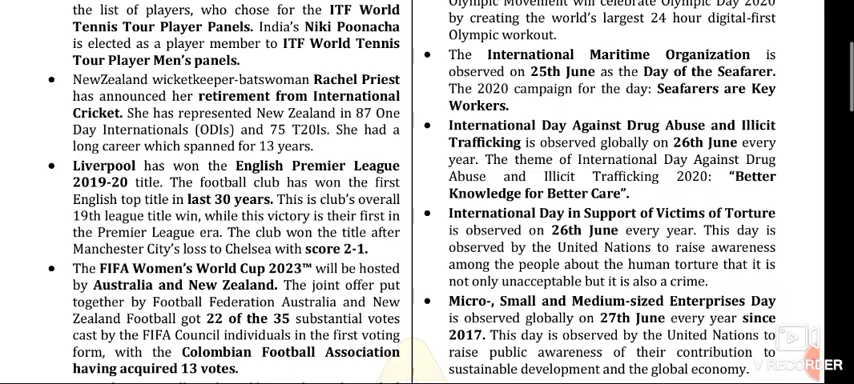 the list of players, who chose for the ITF World
Tennis Tour Player Panels. India's Niki Poonacha
is elected as a player member to ITF World Tennis
Tour Player Men's panels.
• NewZealand wicketkeeper-batswoman Rachel Priest
has announced her retirement from International
Cricket. She has represented New Zealand in 87 One
Day Internationals (ODIs) and 75 T20Is. She had a
long career which spanned for 13 years.
• Liverpool has won the English Premier League
2019-20 title. The football club has won the first
English top title in last 30 years. This is club's overall
19th league title win, while this victory is their first in
the Premier League era. The club won the title after
Manchester City's loss to Chelsea with score 2-1.
• The FIFA Women's World Cup 2023™ will be hosted
by Australia and New Zealand. The joint offer put
together by Football Federation Australia and New
Zealand Football got 22 of the 35 substantial votes
cast by the FIFA Council individuals in the first voting
form, with the Colombian Football Association
having acquired 13 votes.
Olympic Movement will celebrate Olympic Day 2020
by creating the world's largest 24 hour digital-first
Olympic workout.
• The International Maritime Organization is
observed on 25th June as the Day of the Seafarer.
The 2020 campaign for the day: Seafarers are Key
Workers.
• International Day Against Drug Abuse and Illicit
Trafficking is observed globally on 26th June every
year. The theme of International Day Against Drug
Abuse and Illicit Trafficking 2020: "Better
Knowledge for Better Care".
• International Day in Support of Victims of Torture
is observed on 26th June every year. This day is
observed by the United Nations to raise awareness
among the people about the human torture that it is
not only unacceptable but it is also a crime.
• Micro-, Small and Medium-sized Enterprises Day
is observed globally on 27th June every year since
2017. This day is observed by the United Nations to
raise public awareness of their contribution to
sustainable development and the global economy.
V RECORDER